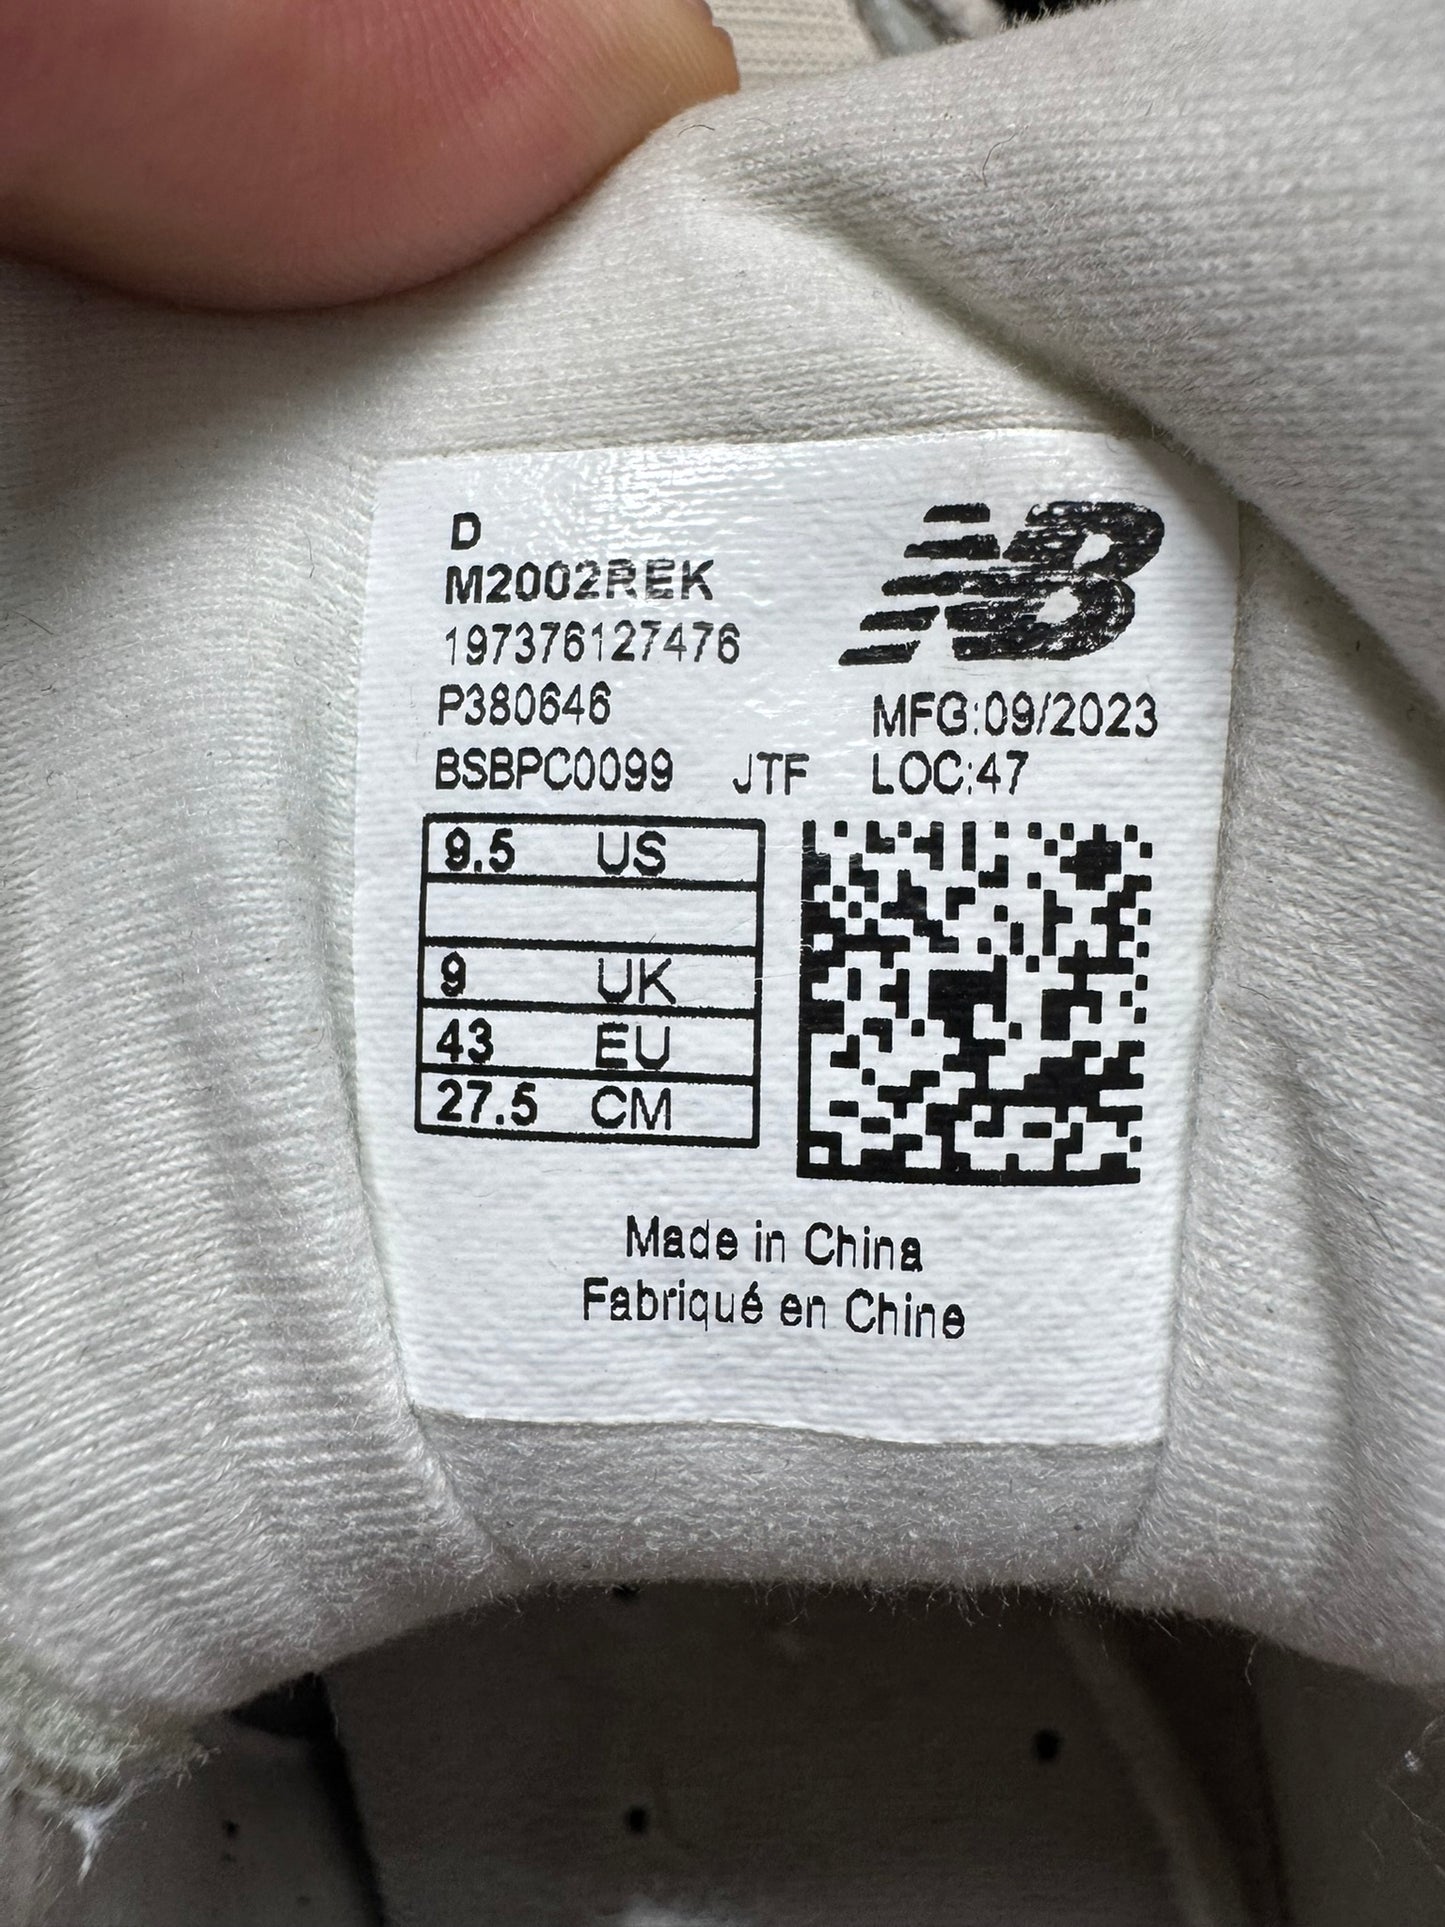 D
M2002REK
197376127476
P380646
MFG:09/2023
BSBPC0099 JTF LOC:47
9.5 US
9 UK
43 EU
27.5 CM
Made in China
Fabriqué en Chine
NB